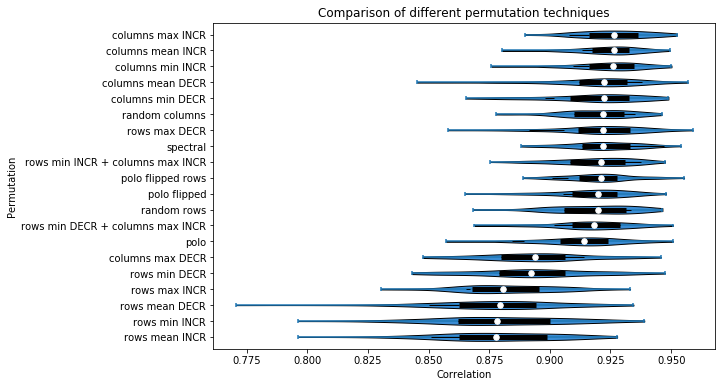 Comparison of different permutation techniques
Permutation
columns max INCR
columns mean INCR
columns min INCR
columns mean DECR
columns min DECR
random columns
rows max DECR
spectral
rows min INCR + columns max INCR
polo flipped rows
polo flipped
random rows
rows min DECR + columns max INCR
polo
columns max DECR
rows min DECR
rows max INCR
rows mean DECR
rows min INCR
rows mean INCR
0.775 0.800 0.825 0.850 0.875 0.900 0.925 0.950
Correlation